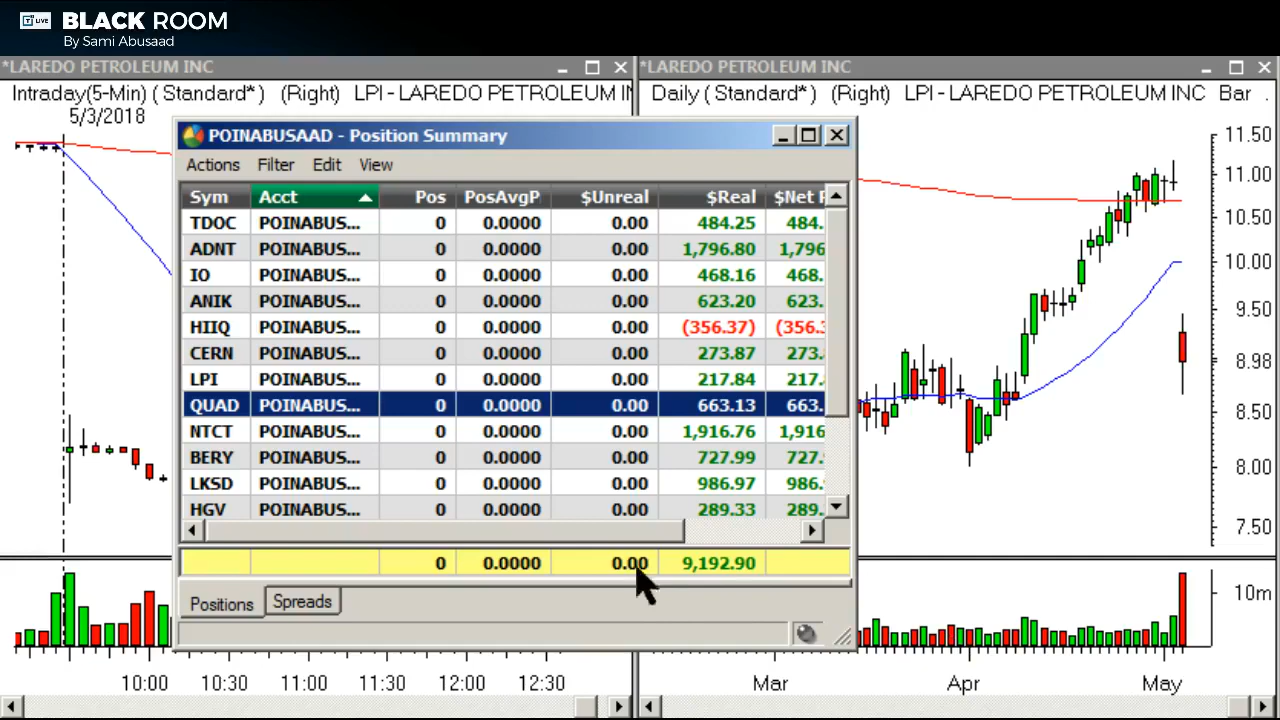 T LIVE BLACK ROOM
By Sami Abusaad
*LAREDO PETROLEUM INC
Intraday(5-Min) ( Standard* ) (Right) LPI - LAREDO PETROLEUM IN
5/3/2018
*LAREDO PETROLEUM INC
Daily ( Standard* ) (Right) LPI - LAREDO PETROLEUM INC Bar
POINABUSAAD - Position Summary
Actions Filter Edit View
Sym Acct Pos PosAvgP $Unreal $Real $Net P
TDOC POINABUS... 0 0.0000 0.00 484.25 484.
ADNT POINABUS... 0 0.0000 0.00 1,796.80 1,796
IO POINABUS... 0 0.0000 0.00 468.16 468.
ANIK POINABUS... 0 0.0000 0.00 623.20 623.
HIIQ POINABUS... 0 0.0000 0.00 (356.37) (356.3
CERN POINABUS... 0 0.0000 0.00 273.87 273.
LPI POINABUS... 0 0.0000 0.00 217.84 217.
QUAD POINABUS... 0 0.0000 0.00 663.13 663.
NTCT POINABUS... 0 0.0000 0.00 1,916.76 1,916
BERY POINABUS... 0 0.0000 0.00 727.99 727.
LKSD POINABUS... 0 0.0000 0.00 986.97 986.
HGV POINABUS... 0 0.0000 0.00 289.33 289.
0 0.0000 0.00 9,192.90
Positions Spreads
10:00 10:30 11:00 11:30 12:00 12:30
11.50
11.00
10.50
10.00
9.50
8.98
8.50
8.00
7.50
10m
Mar Apr May